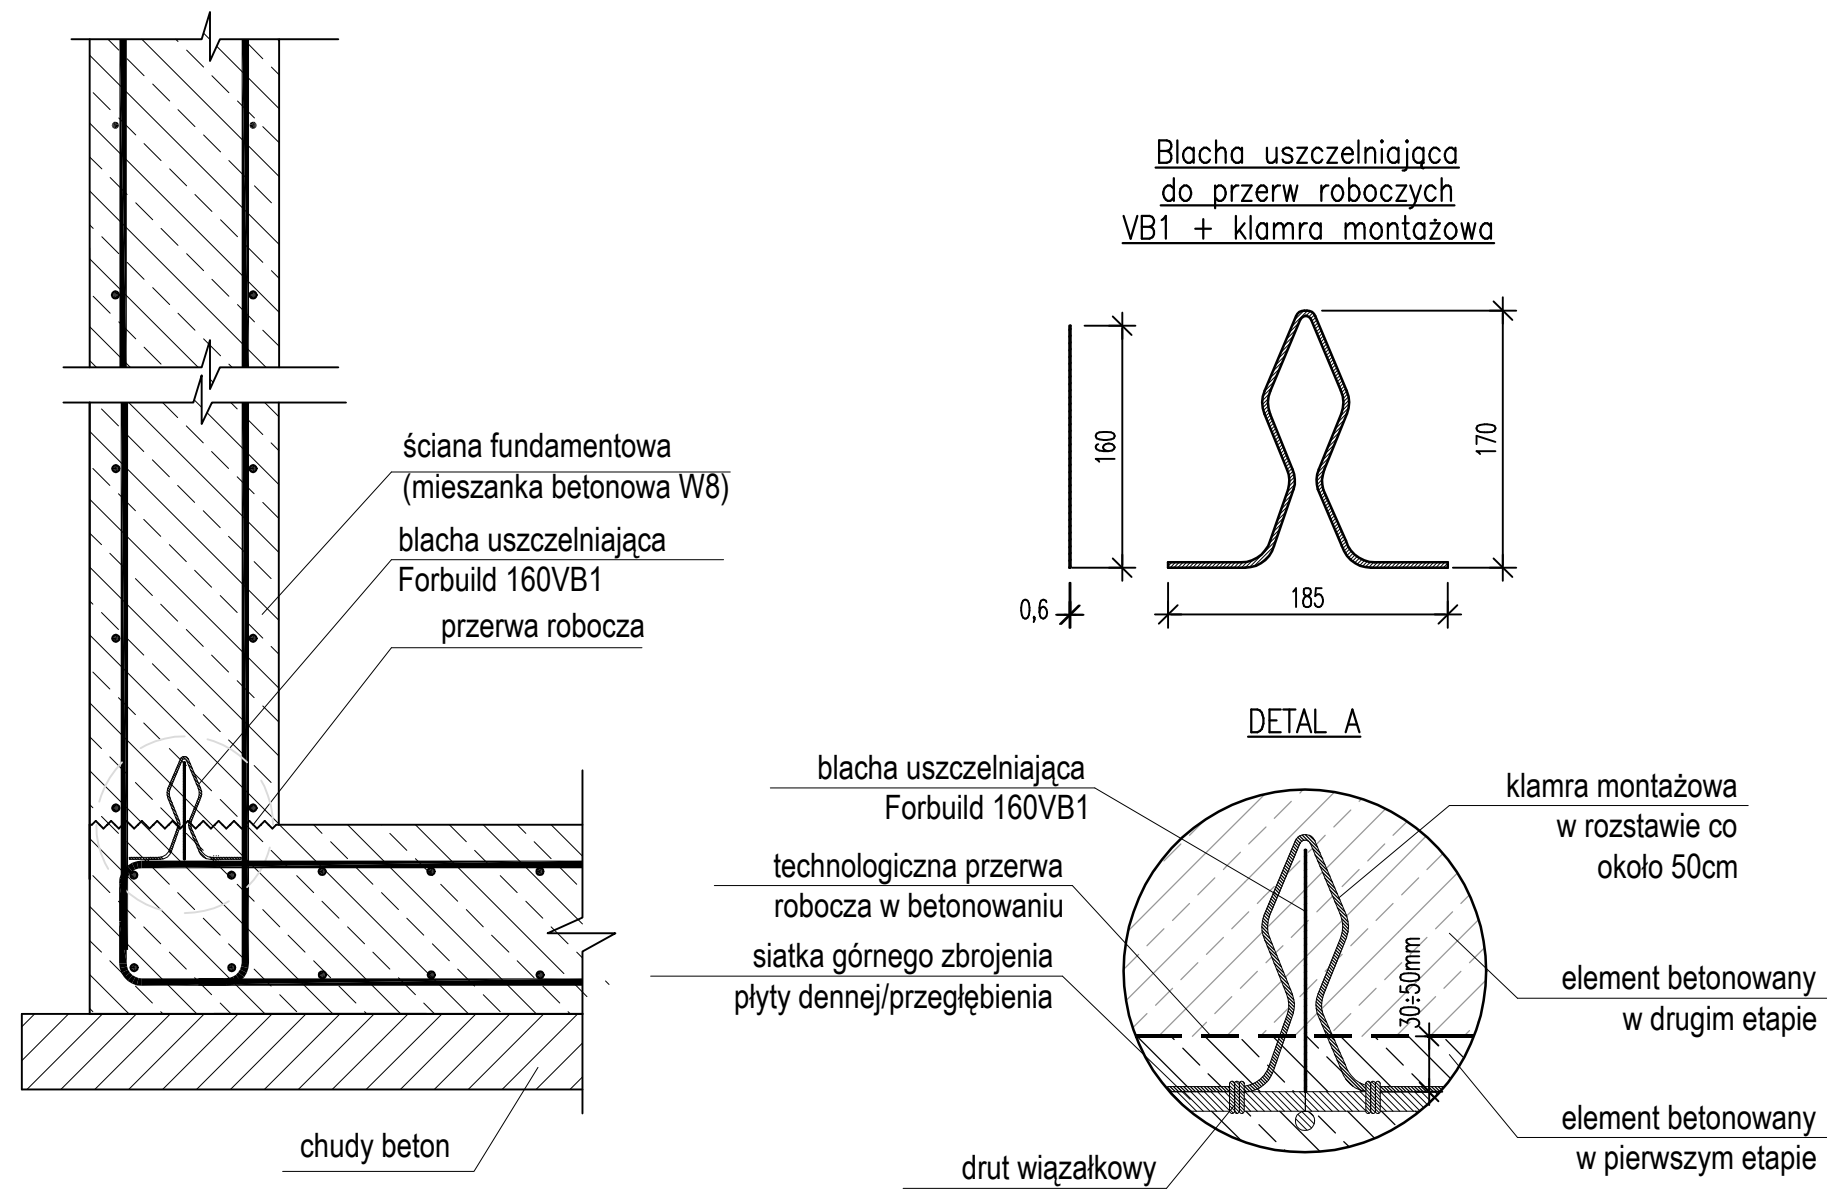 ściana fundamentowa
(mieszanka betonowa W8)
blacha uszczelniająca
Forbuild 160VB1
przerwa robocza
chudy beton
Blacha uszczelniająca
do przerw roboczych
VB1 + klamra montażowa
160
170
0,6
185
DETAL A
blacha uszczelniająca
Forbuild 160VB1
technologiczna przerwa
robocza w betonowaniu
siatka górnego zbrojenia
płyty dennej/przegłębienia
drut wiązałkowy
klamra montażowa
w rozstawie co
około 50cm
30÷50mm
element betonowany
w drugim etapie
element betonowany
w pierwszym etapie